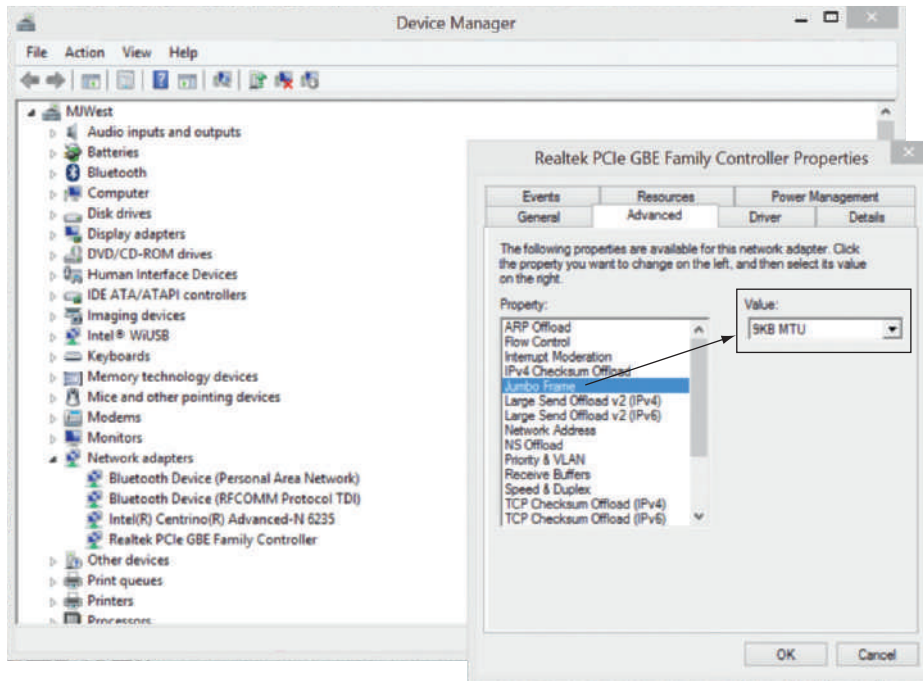 Device Manager
File Action View Help
MJWest
Audio inputs and outputs
Batteries
Bluetooth
Computer
Disk drives
Display adapters
DVD/CD-ROM drives
Human Interface Devices
IDE ATA/ATAPI controllers
Imaging devices
Intel® WiUSB
Keyboards
Memory technology devices
Mice and other pointing devices
Modems
Monitors
Network adapters
Bluetooth Device (Personal Area Network)
Bluetooth Device (RFCOMM Protocol TDI)
Intel(R) Centrino(R) Advanced-N 6235
Realtek PCIe GBE Family Controller
Other devices
Print queues
Printers
Processors
Realtek PCIe GBE Family Controller Properties
Events Resources Power Management
General Advanced Driver Details
The following properties are available for this network adapter. Click
the property you want to change on the left, and then select its value
on the right.
Property:
ARP Offload
Flow Control
Interrupt Moderation
IPv4 Checksum Offload
Jumbo Frame
Large Send Offload v2 (IPv4)
Large Send Offload v2 (IPv6)
Network Address
NS Offload
Priority & VLAN
Receive Buffers
Speed & Duplex
TCP Checksum Offload (IPv4)
TCP Checksum Offload (IPv6)
Value:
9KB MTU
OK Cancel